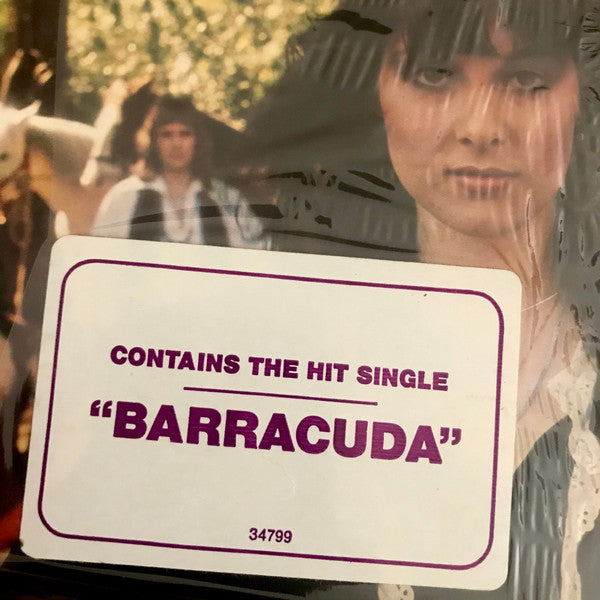 CONTAINS THE HIT SINGLE
“BARRACUDA”
34799